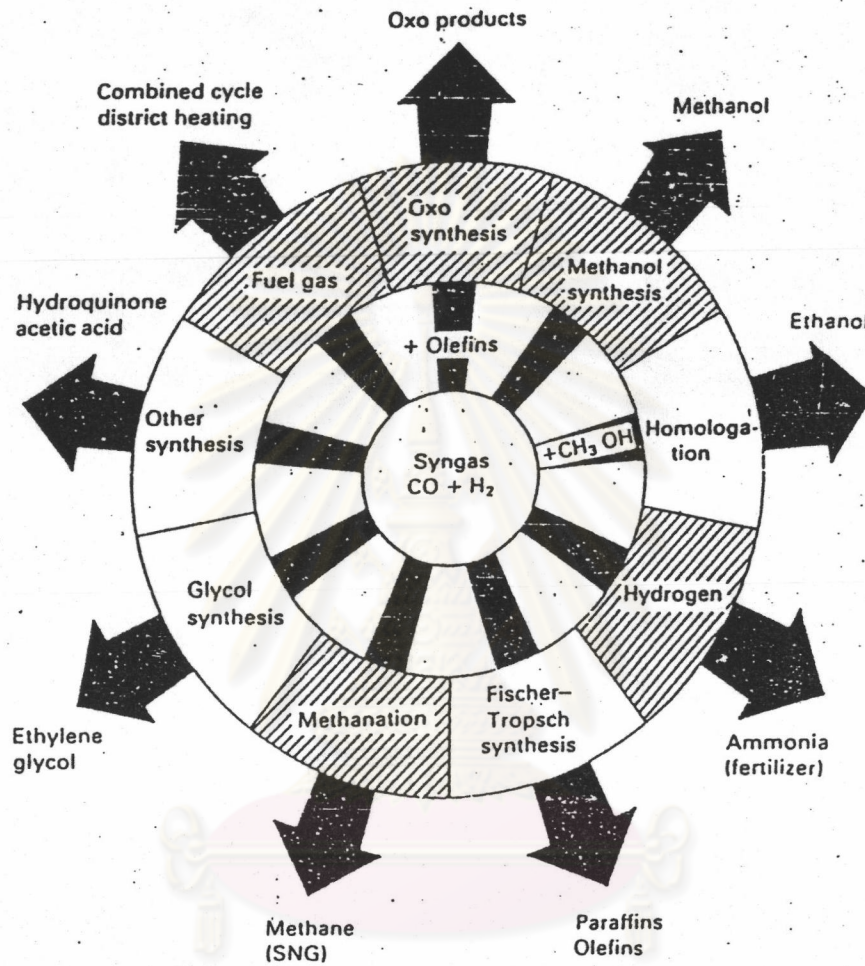 Oxo products
Combined cycle
district heating
Methanol
Oxo
synthesis
Fuel gas
Methanol
synthesis
Hydroquinone
acetic acid
Ethanol
+ Olefins
Other
synthesis
Homologa-
tion
+CH₃ OH
Syngas
CO + H₂
Glycol
synthesis
Hydrogen
Methanation
Fischer–
Tropsch
synthesis
Ethylene
glycol
Ammonia
(fertilizer)
Methane
(SNG)
Paraffins
Olefins